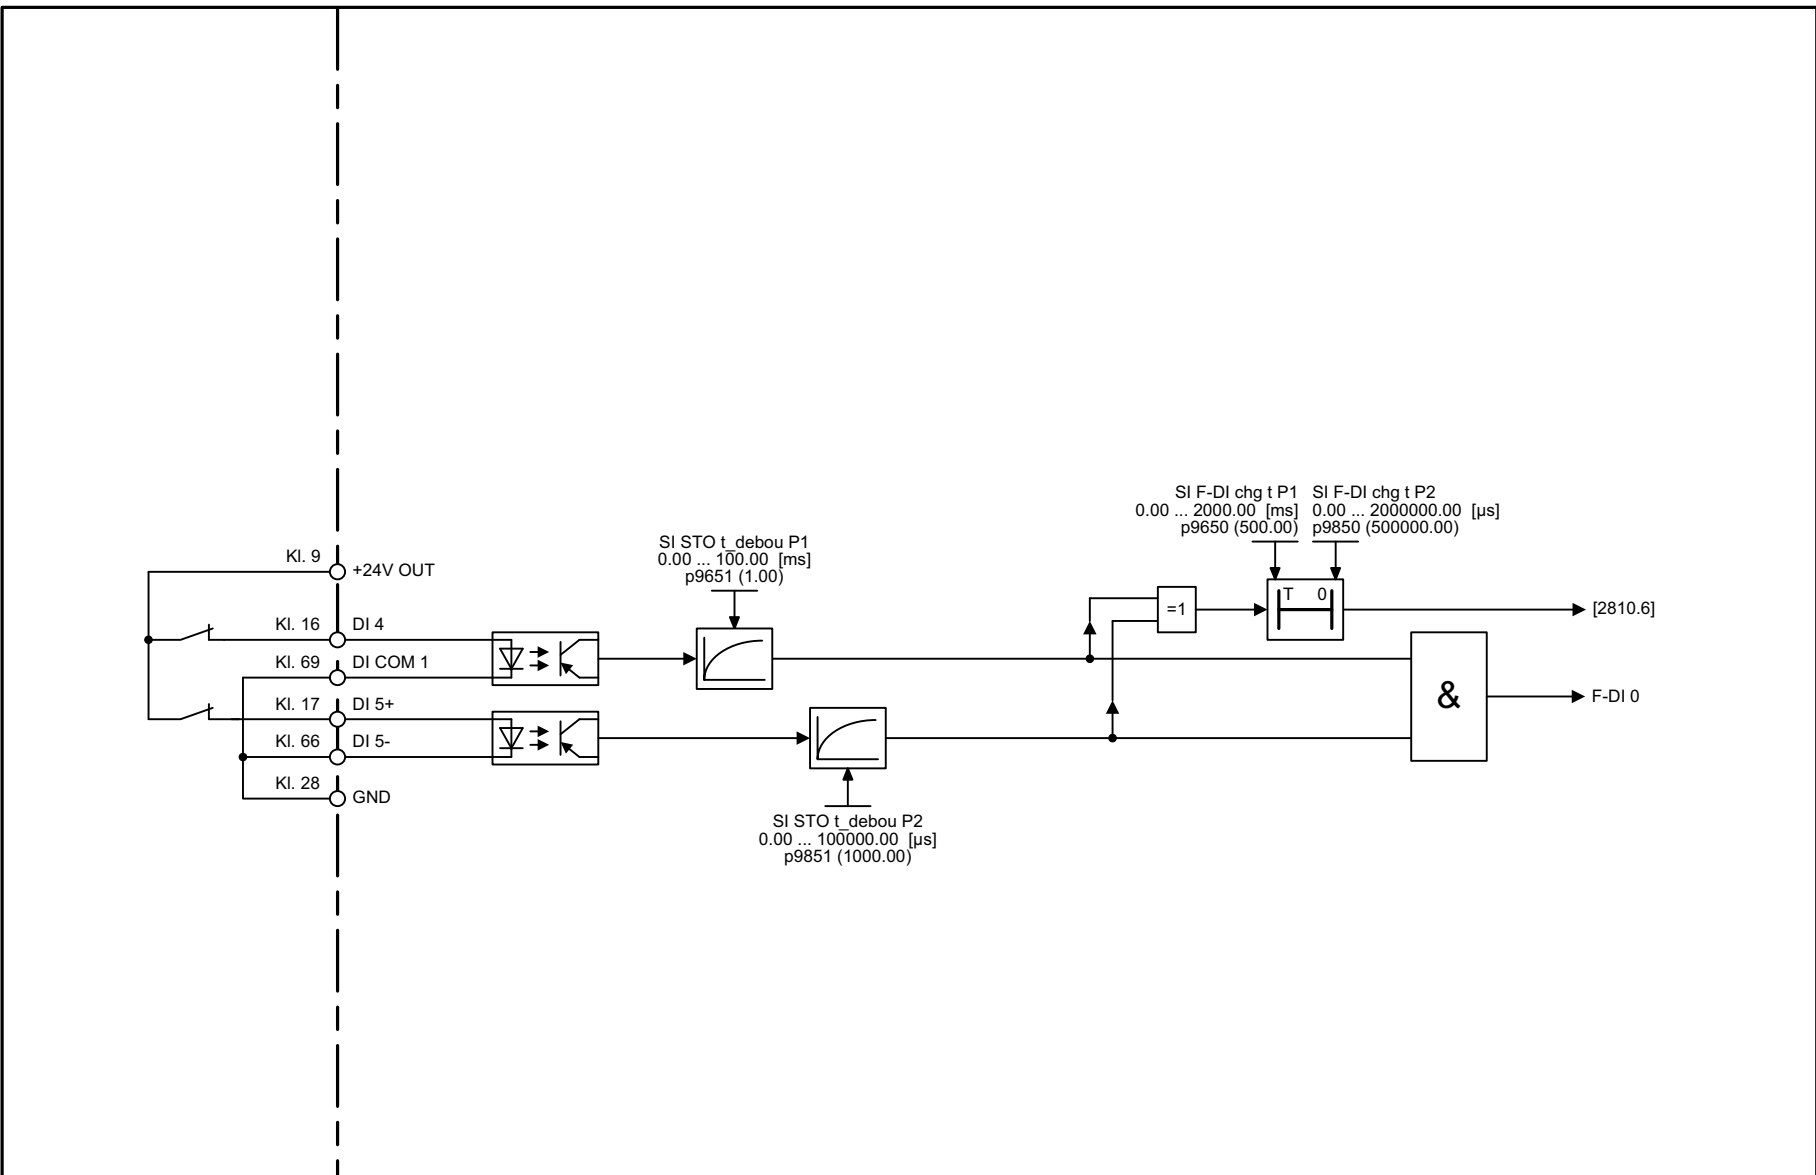 SI F-DI chg t P1
0.00 ... 2000.00 [ms]
p9650 (500.00)
SI F-DI chg t P2
0.00 ... 2000000.00 [µs]
p9850 (500000.00)
SI STO t_debou P1
0.00 ... 100.00 [ms]
p9651 (1.00)
Kl. 9 +24V OUT
T 0
=1
[2810.6]
Kl. 16 DI 4
Kl. 69 DI COM 1
Kl. 17 DI 5+
&
F-DI 0
Kl. 66 DI 5-
Kl. 28 GND
SI STO t_debou P2
0.00 ... 100000.00 [µs]
p9851 (1000.00)